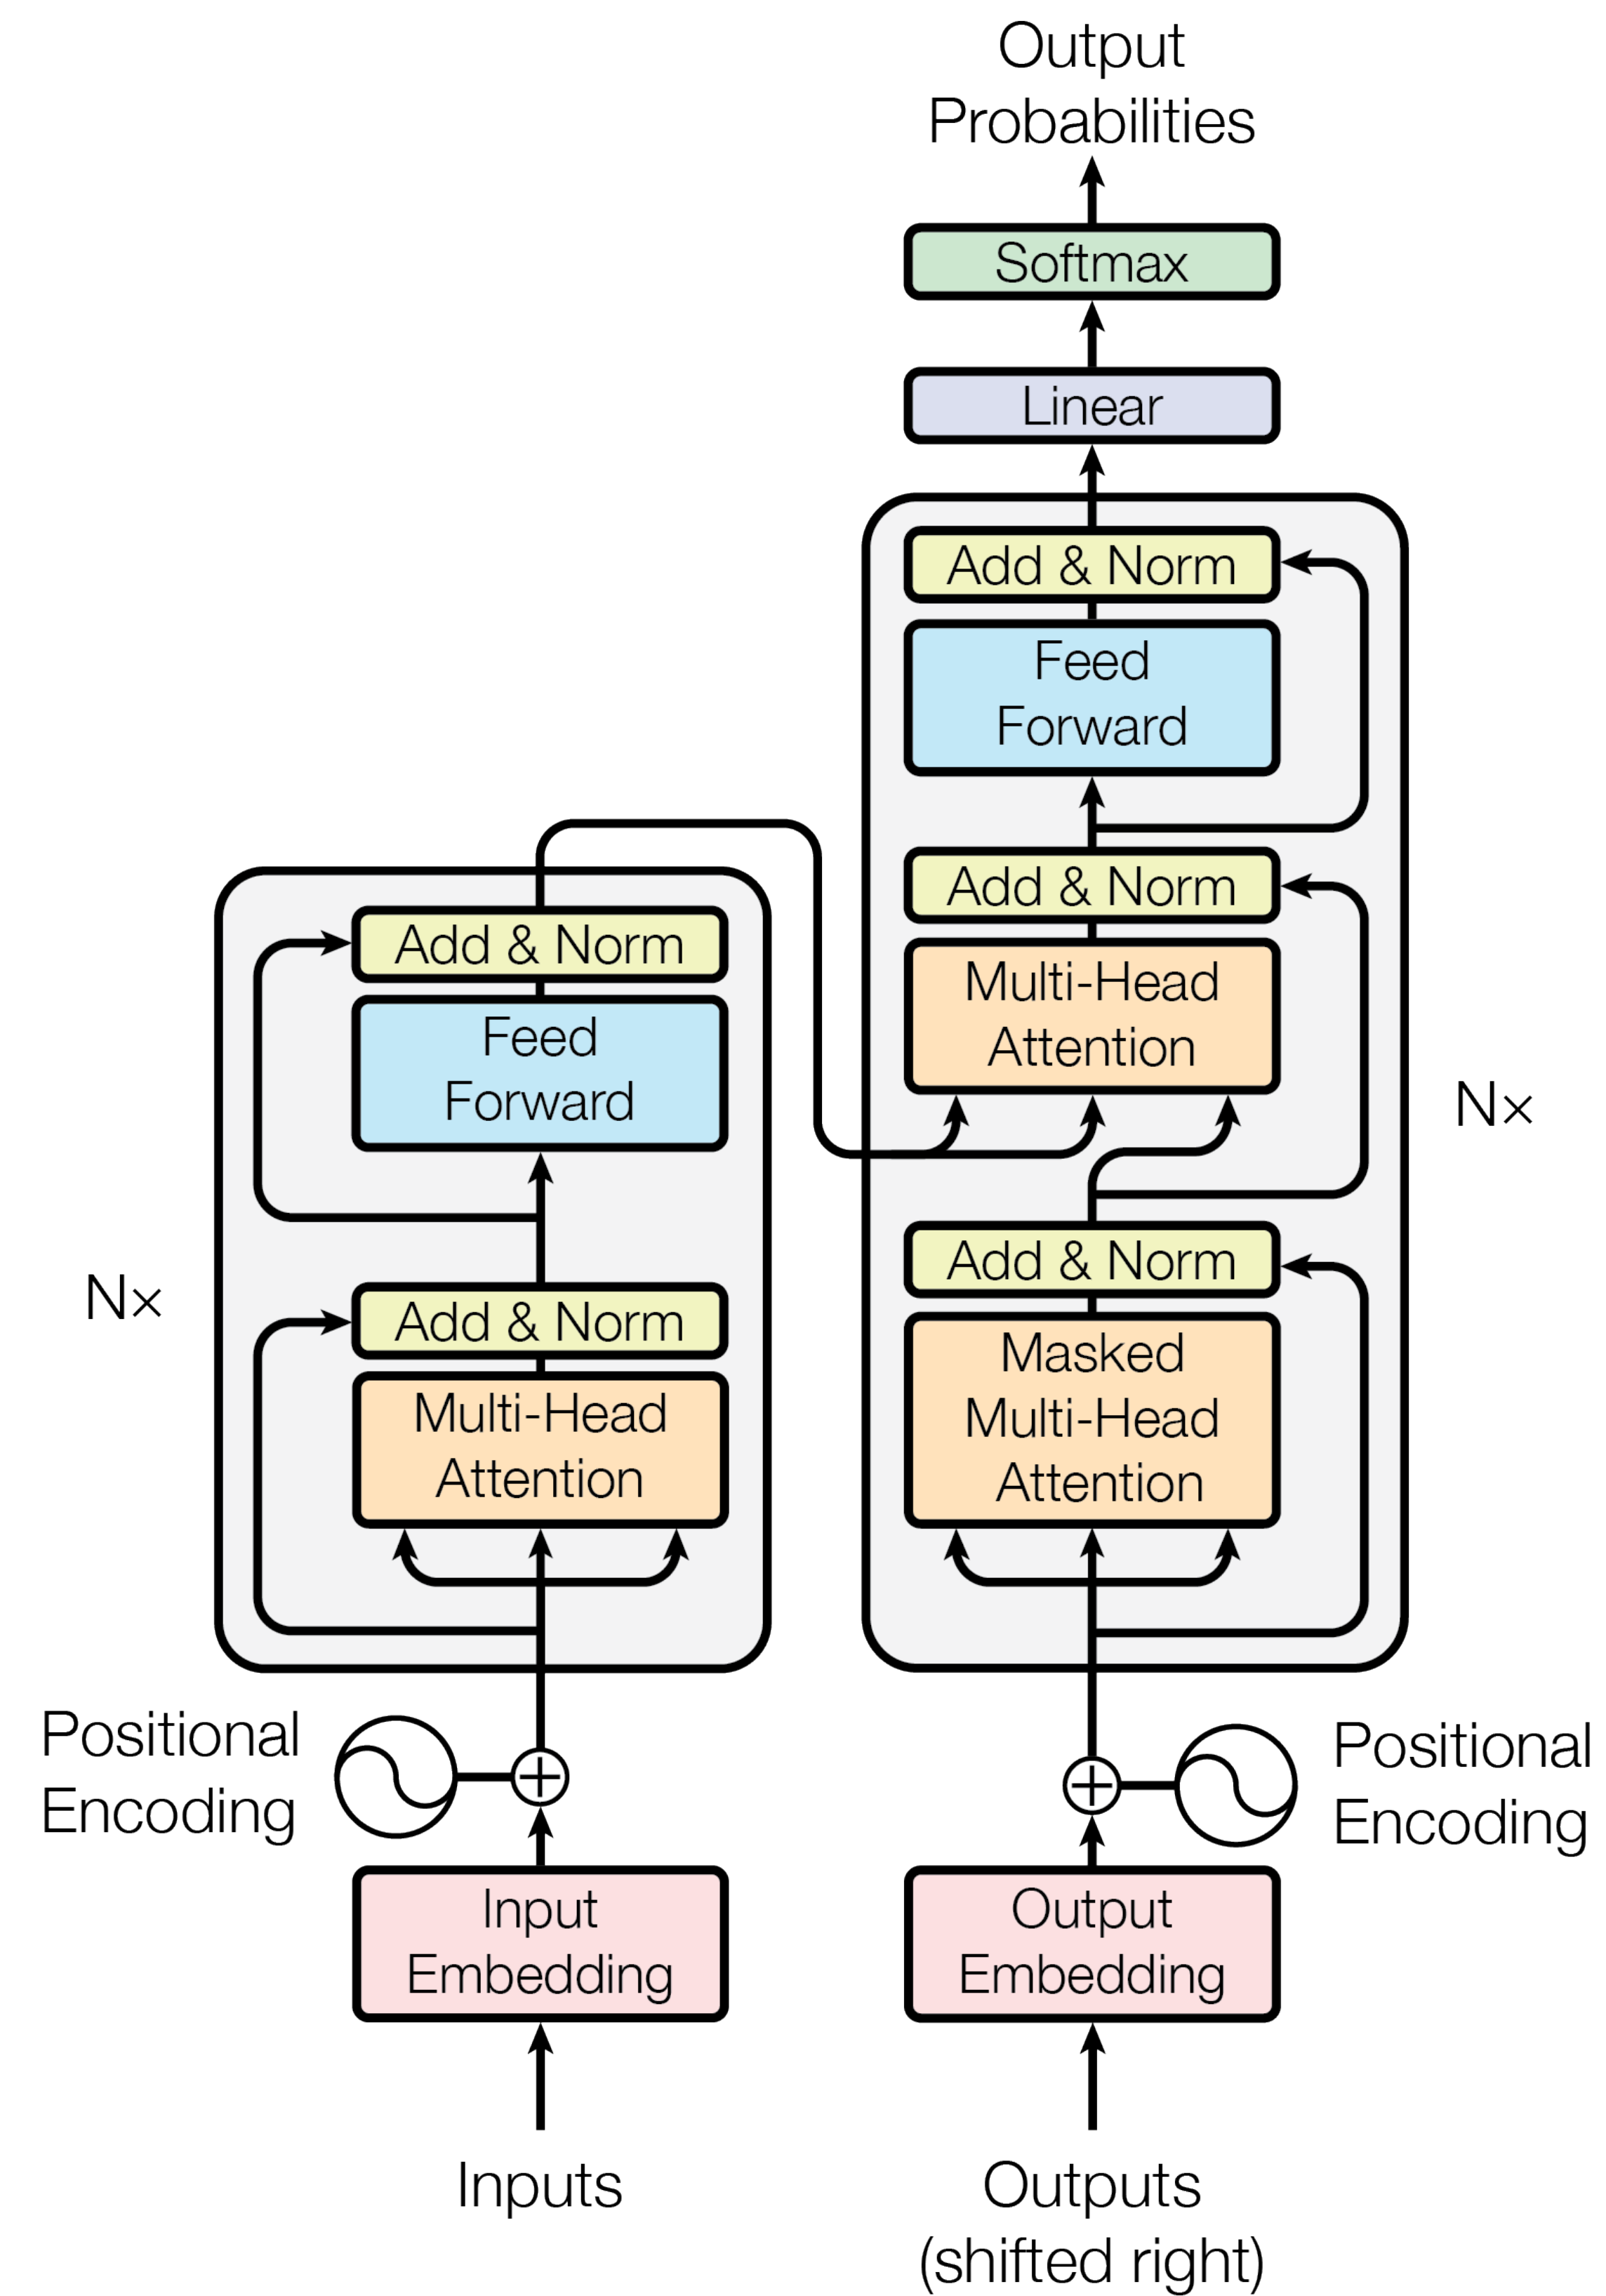 Output
Probabilities
Softmax
Linear
Add & Norm
Feed
Forward
Add & Norm
Multi-Head
Attention
N×
Add & Norm
Masked
Multi-Head
Attention
Add & Norm
Feed
Forward
N×
Add & Norm
Multi-Head
Attention
Positional
Encoding
Positional
Encoding
Input
Embedding
Output
Embedding
Inputs
Outputs
(shifted right)